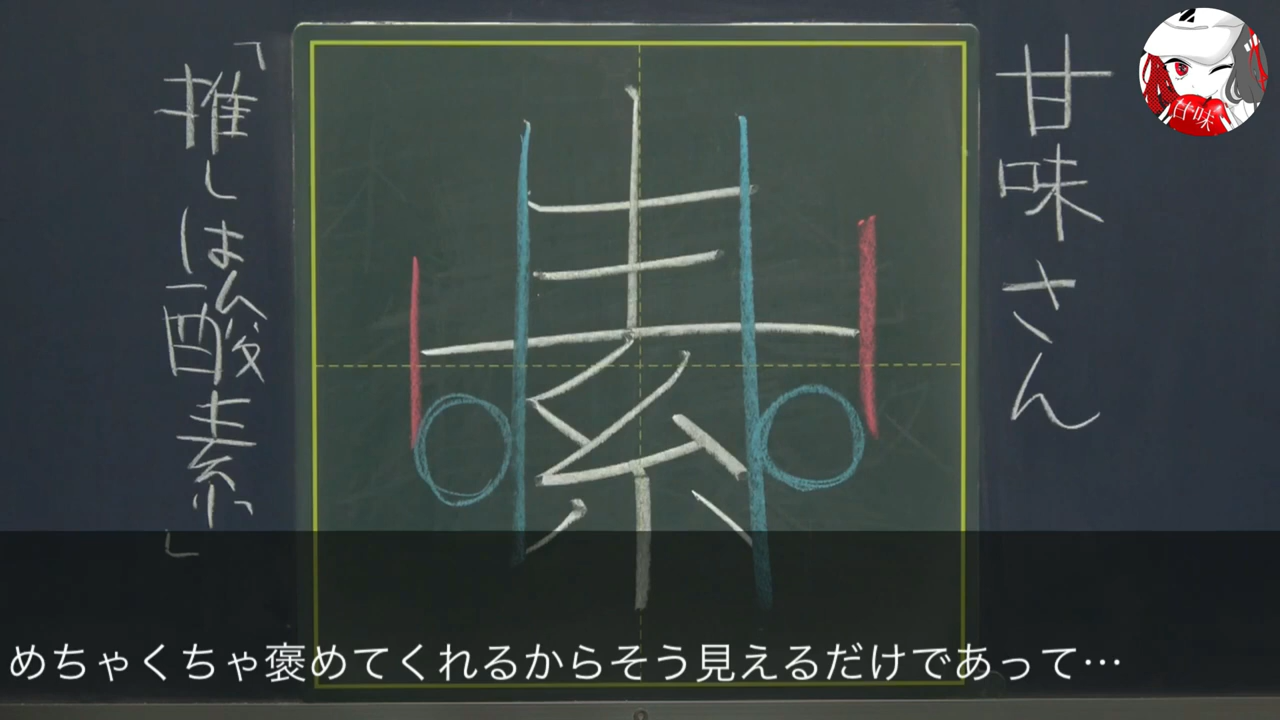 甘味さん
素
「推しは酸素」
甘味
めちゃくちゃ褒めてくれるからそう見えるだけであって…